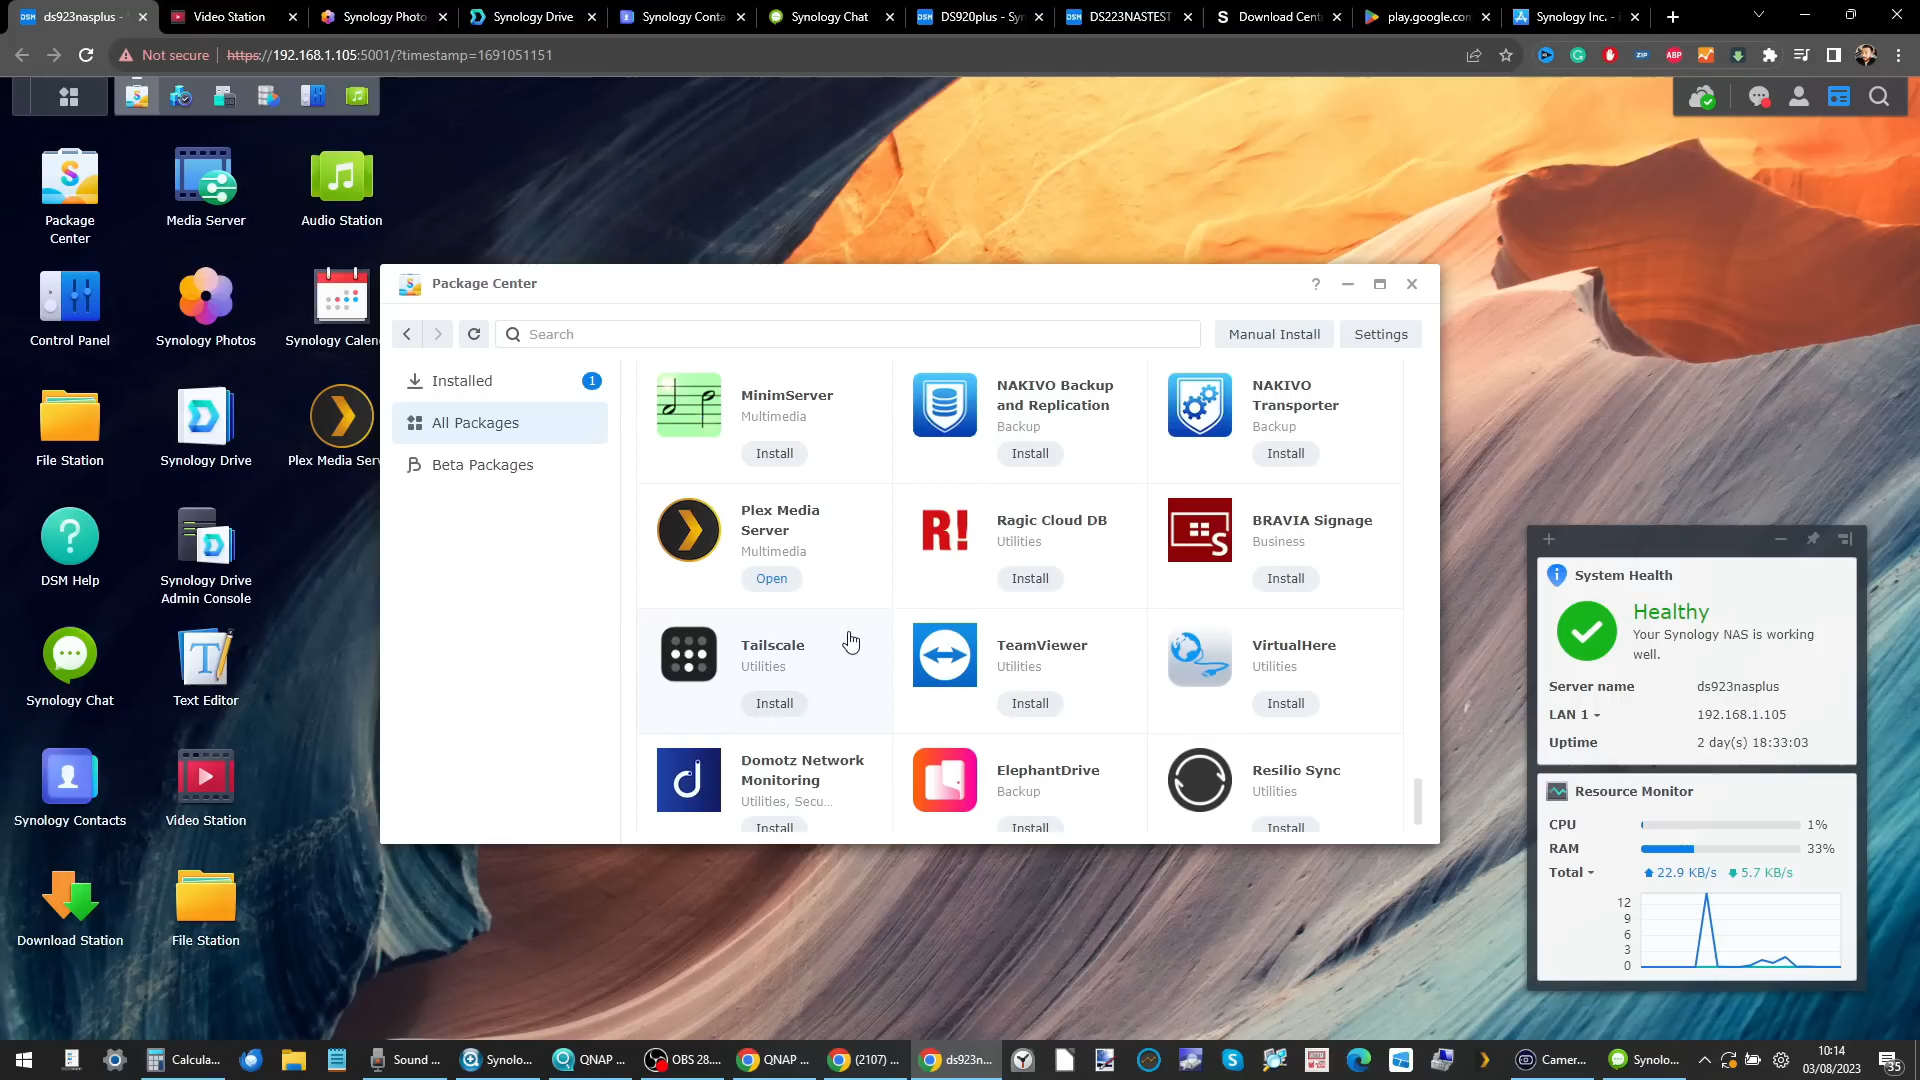 ds923nasplus -
Video Station
Synology Photo
Synology Drive
Synology Conta
Synology Chat
DS920plus - Syn
DS223NASTEST
Download Cent
play.google.com
Synology Inc. -
Not secure
https://192.168.1.105:5001/?timestamp=1691051151
Package Center
Media Server
Audio Station
Control Panel
Synology Photos
Synology Calen
File Station
Synology Drive
Plex Media Serv
DSM Help
Synology Drive Admin Console
Synology Chat
Text Editor
Synology Contacts
Video Station
Download Station
File Station
Package Center
Search
Manual Install
Settings
Installed
1
All Packages
Beta Packages
MinimServer
Multimedia
Install
NAKIVO Backup and Replication
Backup
Install
NAKIVO Transporter
Backup
Install
Plex Media Server
Multimedia
Open
R!
Ragic Cloud DB
Utilities
Install
BRAVIA Signage
Business
Install
Tailscale
Utilities
Install
TeamViewer
Utilities
Install
VirtualHere
Utilities
Install
Domotz Network Monitoring
Utilities, Secu...
Install
ElephantDrive
Backup
Install
Resilio Sync
Utilities
Install
System Health
Healthy
Your Synology NAS is working well.
Server name
ds923nasplus
LAN 1
192.168.1.105
Uptime
2 day(s) 18:33:03
Resource Monitor
CPU
1%
RAM
33%
Total
22.9 KB/s
5.7 KB/s
12
9
6
3
0
Calcula...
Sound ...
Synolo...
QNAP ...
OBS 28....
QNAP ...
(2107) ...
ds923n...
Camer...
Synolo...
10:14
03/08/2023
35